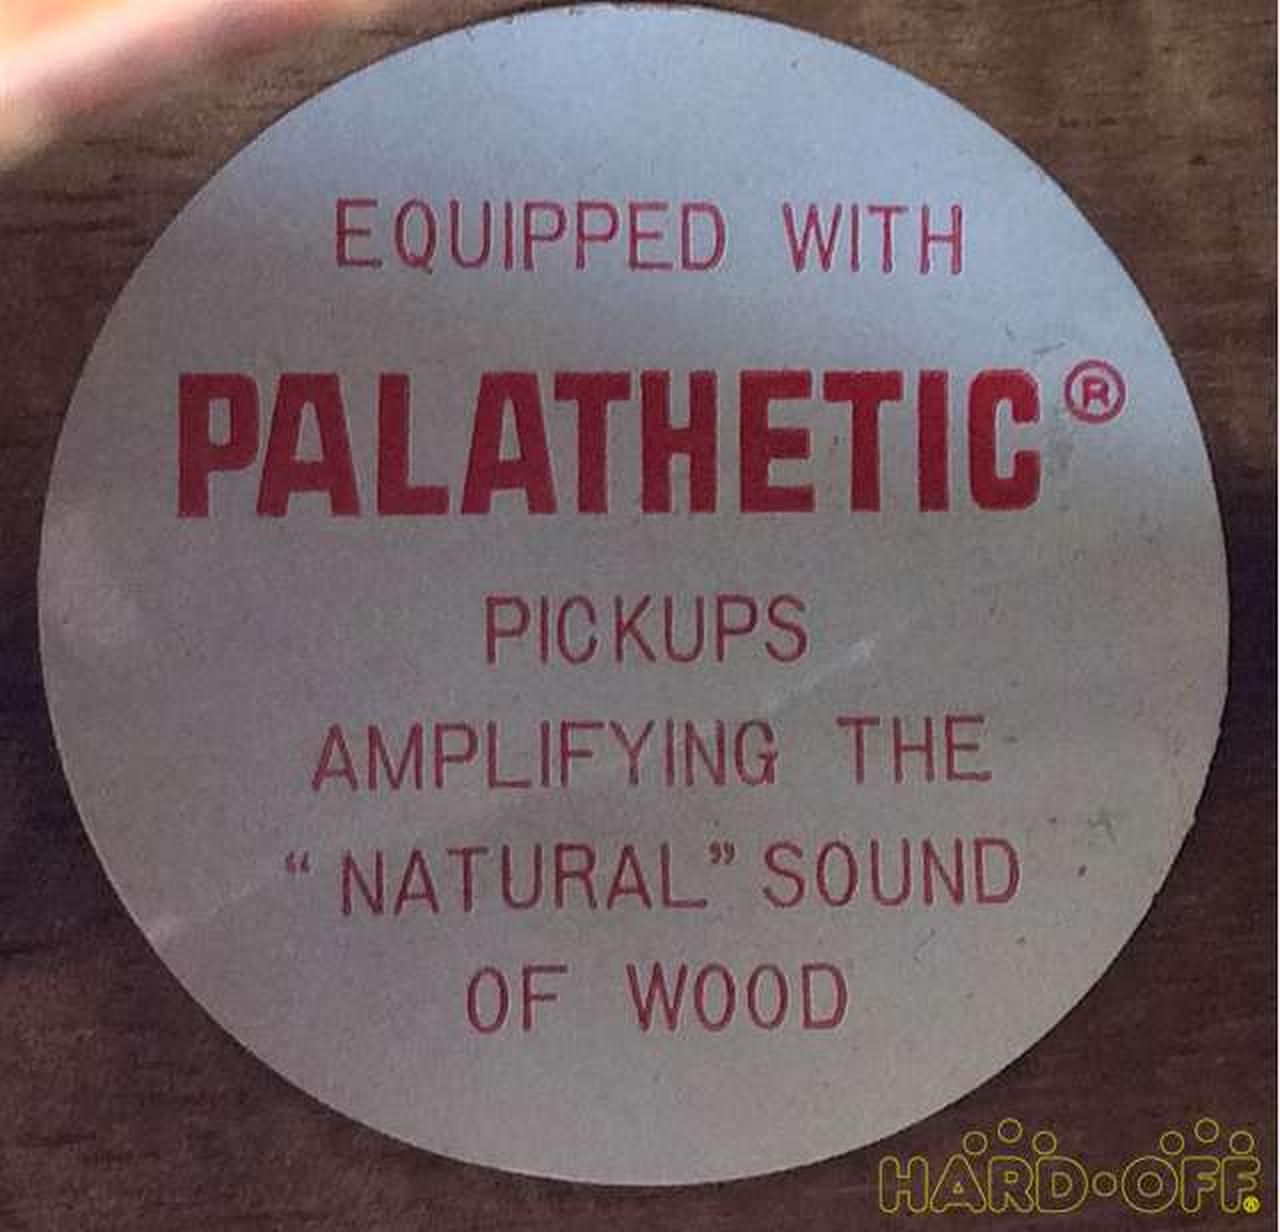 EQUIPPED WITH
PALATHETIC®
PICKUPS
AMPLIFYING THE
“NATURAL” SOUND
OF WOOD
HARD·OFF®